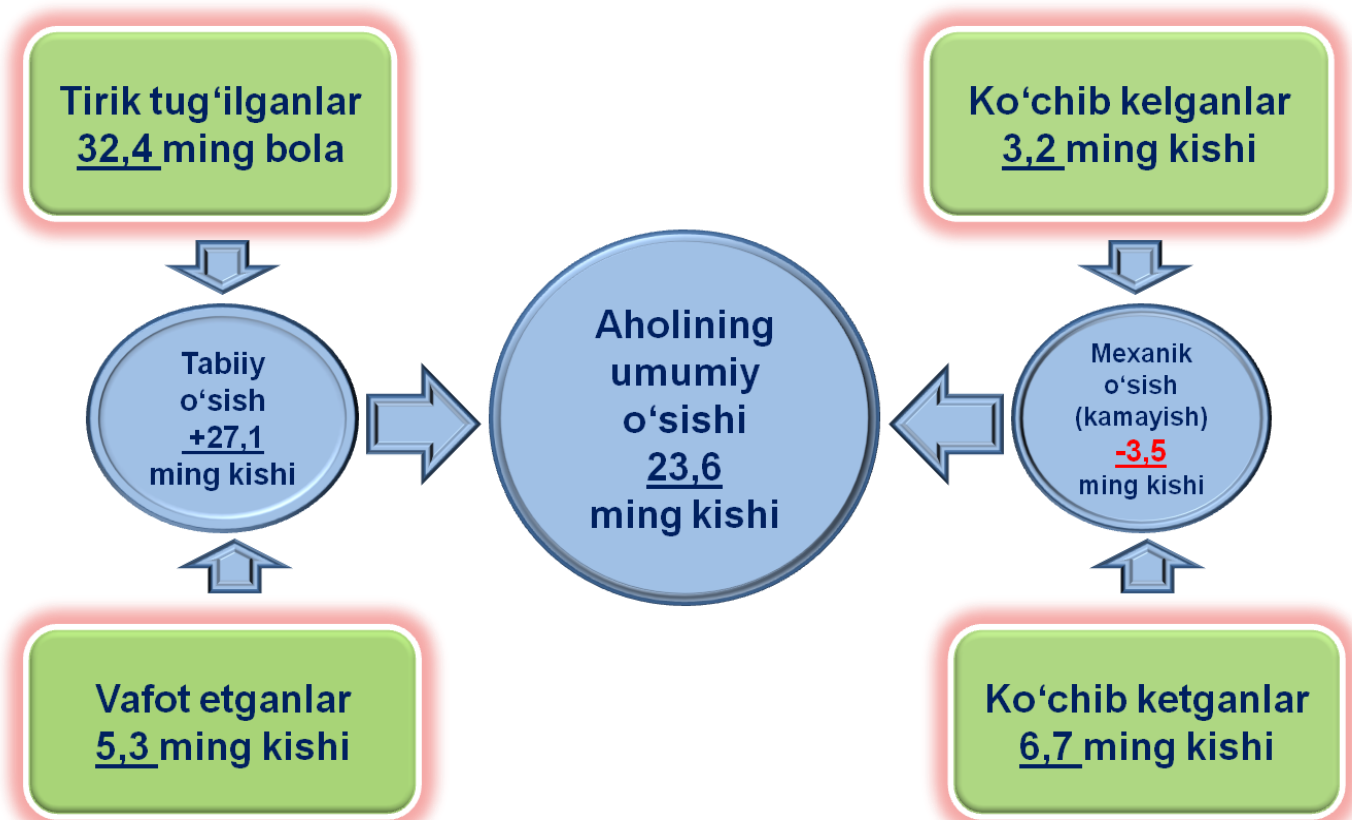 Tirik tug‘ilganlar
32,4 ming bola
Ko‘chib kelganlar
3,2 ming kishi
Tabiiy
o‘sish
+27,1
ming kishi
Aholining
umumiy
o‘sishi
23,6
ming kishi
Mexanik
o‘sish
(kamayish)
-3,5
ming kishi
Vafot etganlar
5,3 ming kishi
Ko‘chib ketganlar
6,7 ming kishi